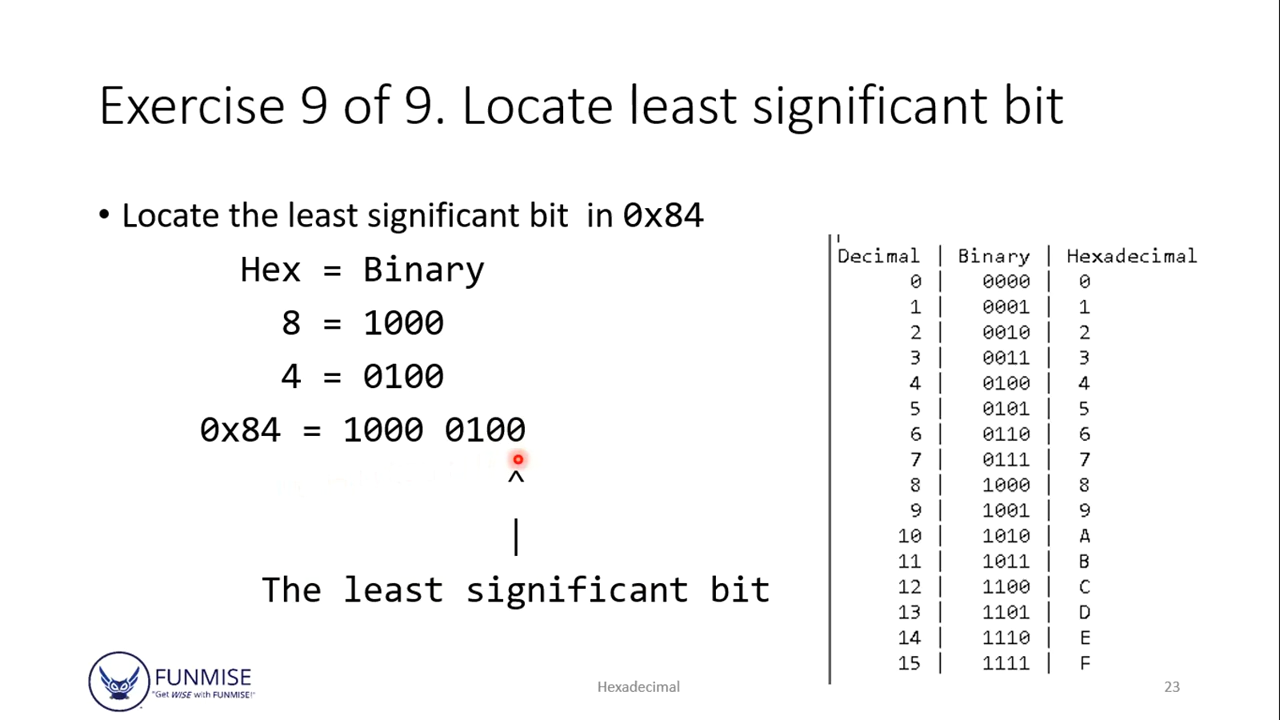 Exercise 9 of 9. Locate least significant bit
• Locate the least significant bit  in 0x84
Hex = Binary
8 = 1000
4 = 0100
0x84 = 1000 0100
^
|
The least significant bit
Decimal | Binary | Hexadecimal
0 | 0000 | 0
1 | 0001 | 1
2 | 0010 | 2
3 | 0011 | 3
4 | 0100 | 4
5 | 0101 | 5
6 | 0110 | 6
7 | 0111 | 7
8 | 1000 | 8
9 | 1001 | 9
10 | 1010 | A
11 | 1011 | B
12 | 1100 | C
13 | 1101 | D
14 | 1110 | E
15 | 1111 | F
FUNMISE
"Get WISE with FUNMISE!"
Hexadecimal
23